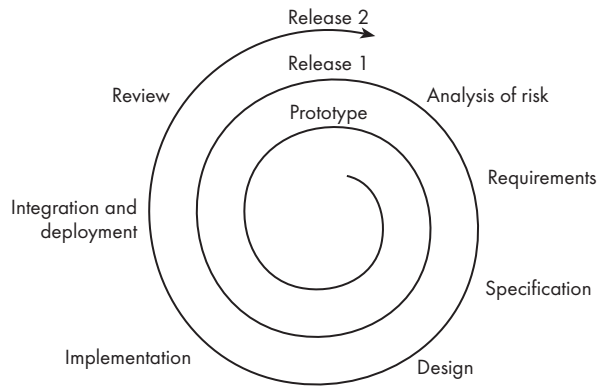 Release 2
Release 1
Prototype
Review
Analysis of risk
Requirements
Integration and
deployment
Specification
Implementation
Design